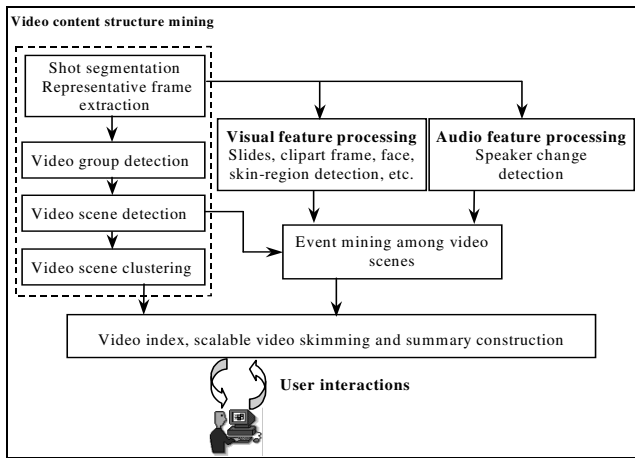 Video content structure mining
Shot segmentation
Representative frame
extraction
Visual feature processing
Slides, clipart frame, face,
skin-region detection, etc.
Audio feature processing
Speaker change
detection
Video group detection
Video scene detection
Event mining among video
scenes
Video scene clustering
Video index, scalable video skimming and summary construction
User interactions